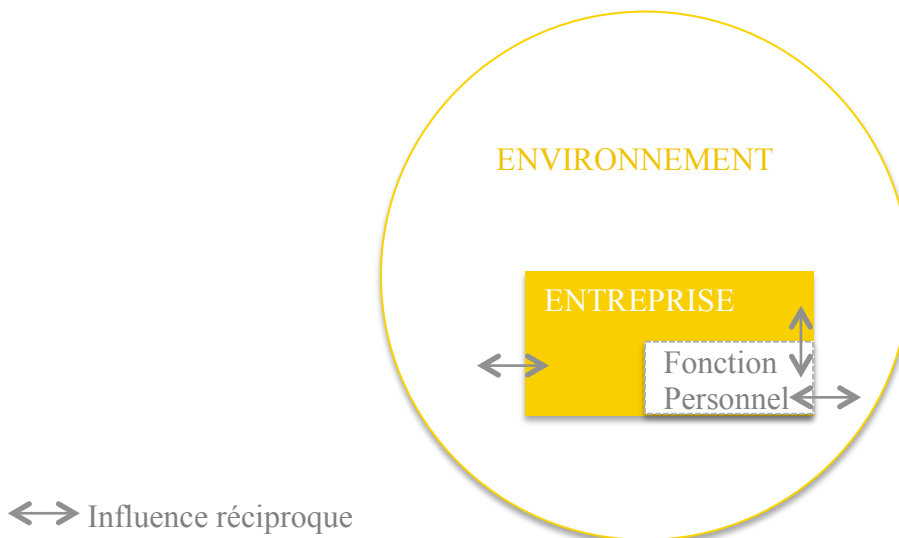 ENVIRONNEMENT
ENTREPRISE
Fonction
Personnel
Influence réciproque